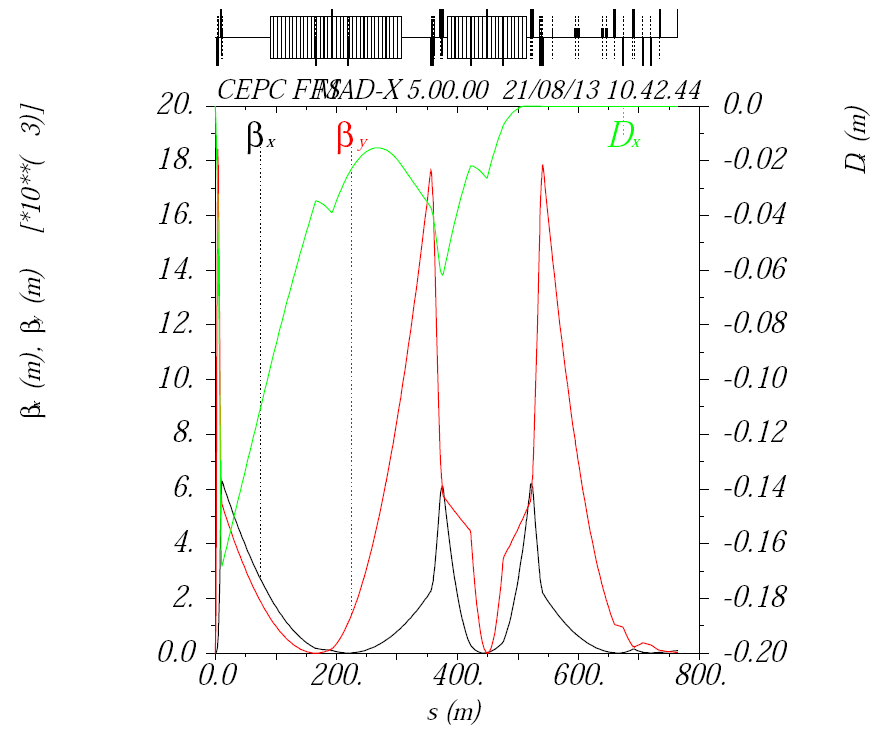 CEPC FFS MAD-X 5.00.00 21/08/13 10.42.44
βx (m), βy (m) [*10**( 3)]
Dx (m)
βx
βy
Dx
20.
18.
16.
14.
12.
10.
8.
6.
4.
2.
0.0
0.0
-0.02
-0.04
-0.06
-0.08
-0.10
-0.12
-0.14
-0.16
-0.18
-0.20
0.0 200. 400. 600. 800.
s (m)